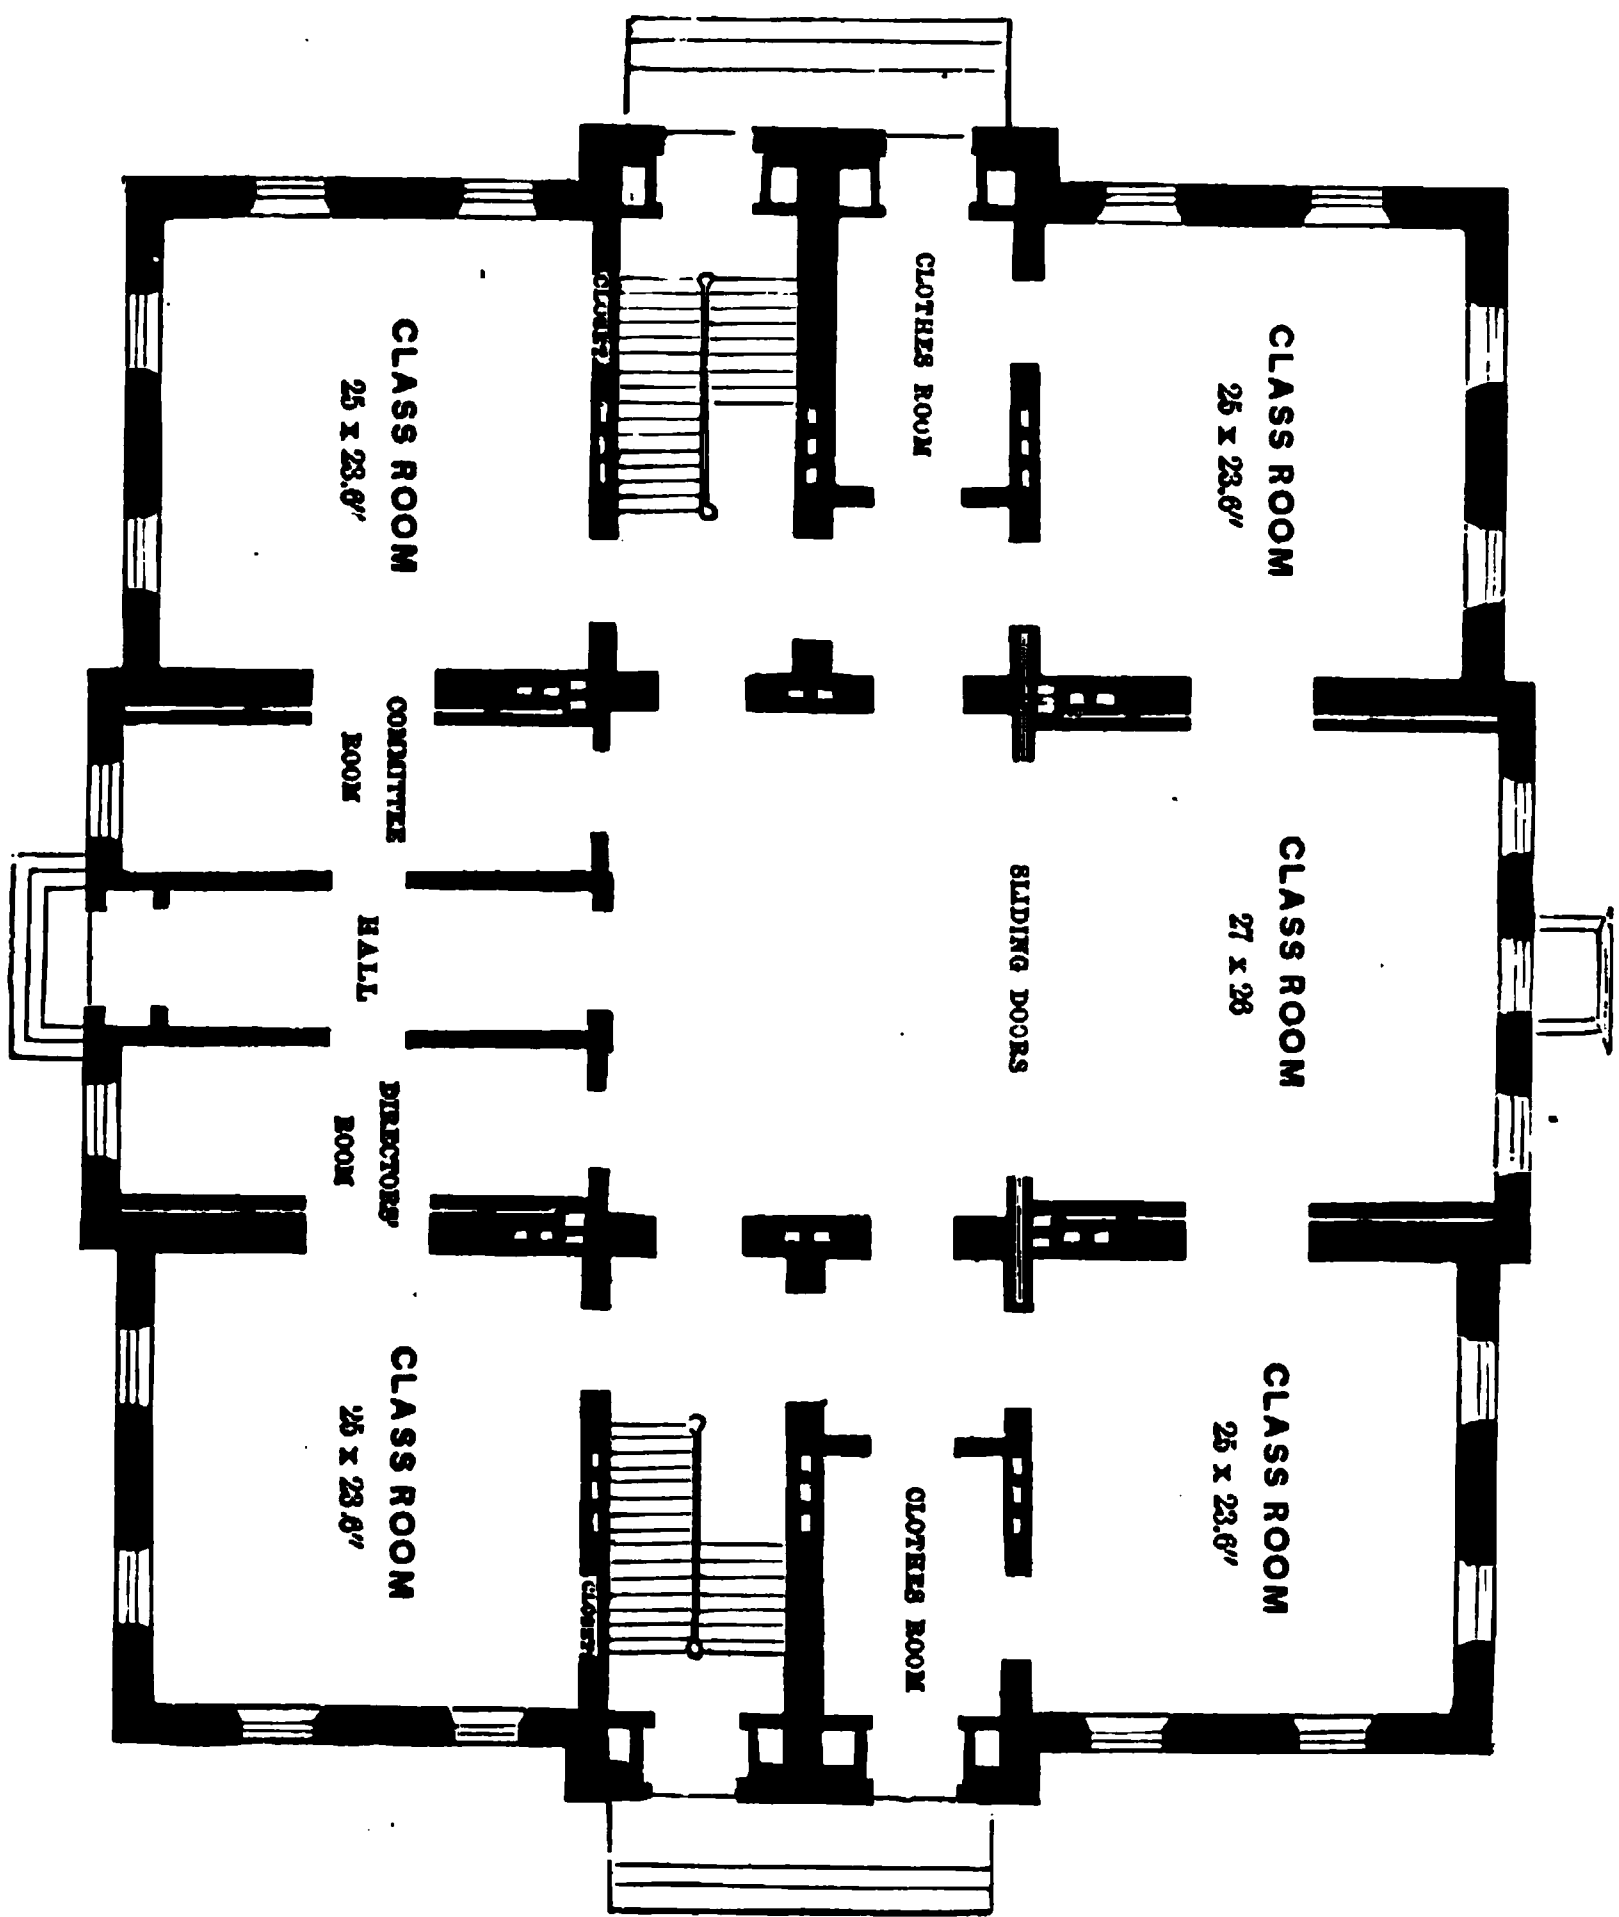 CLASS ROOM
25 x 23.6"
CLASS ROOM
27 x 26
CLASS ROOM
25 x 23.6"
SLIDING DOORS
CLOTHES ROOM
CLOTHES ROOM
CLOSET
CLOSET
CLASS ROOM
25 x 23.6"
COMMITTEE
ROOM
HALL
DIRECTORS'
ROOM
CLASS ROOM
25 x 23.6"